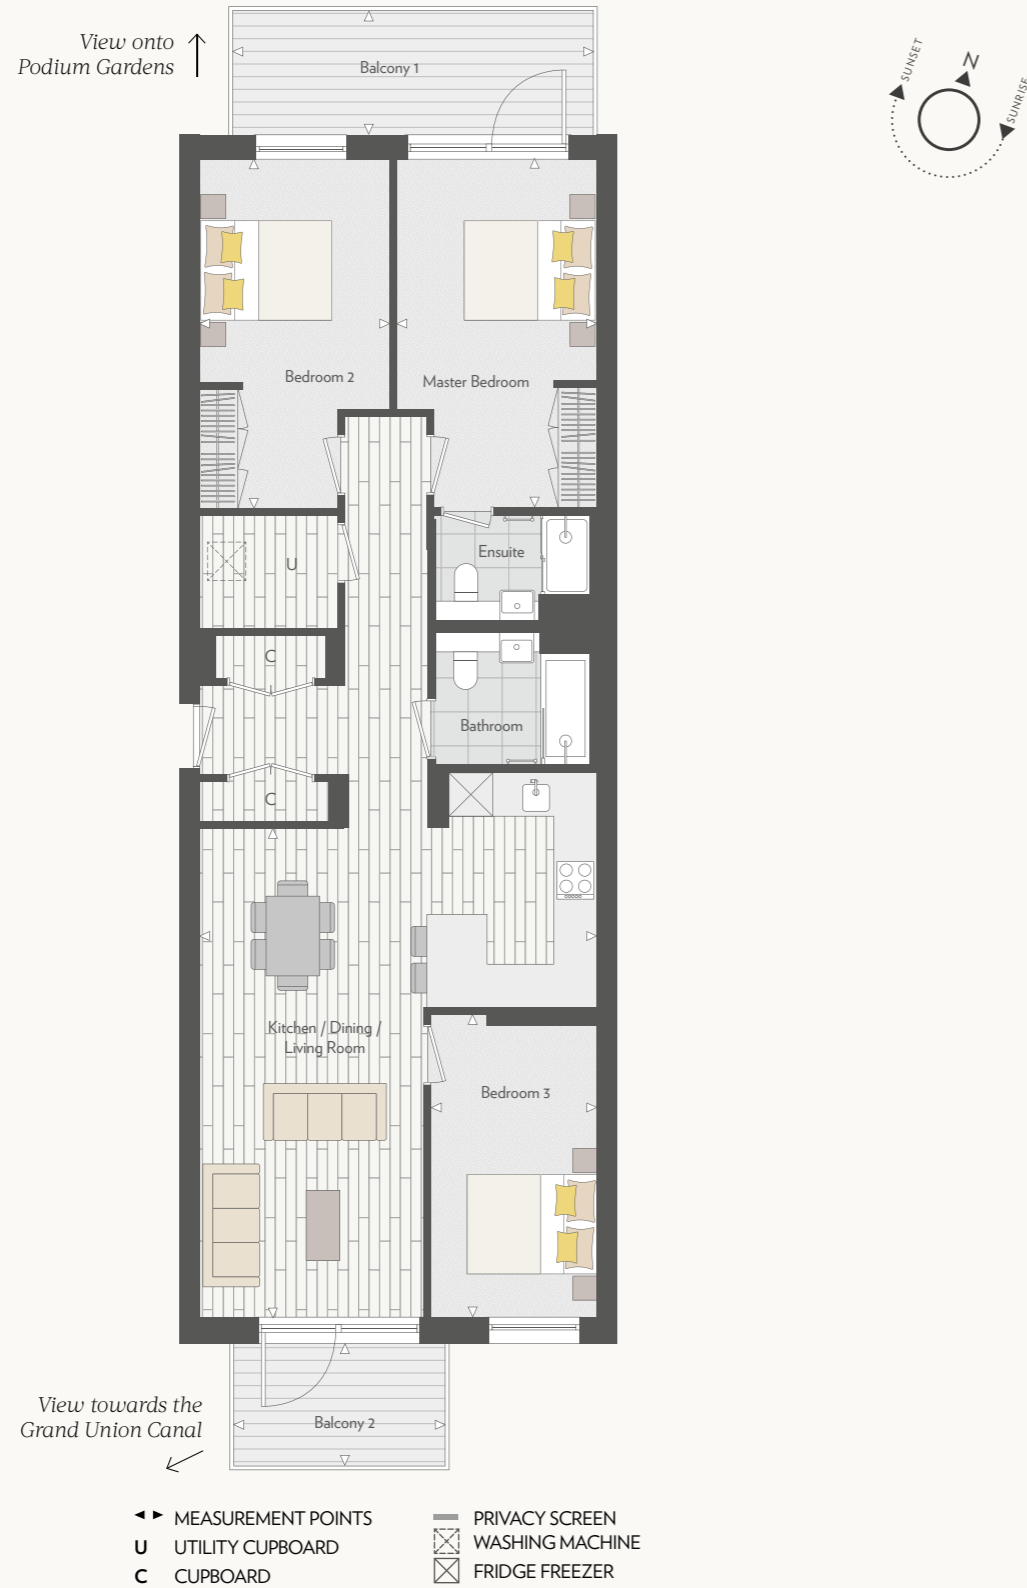 View onto
Podium Gardens
Balcony 1
SUNSET
N
SUNRISE
Bedroom 2
Master Bedroom
U
Ensuite
C
Bathroom
C
Kitchen / Dining /
Living Room
Bedroom 3
View towards the
Grand Union Canal
Balcony 2
MEASUREMENT POINTS
U UTILITY CUPBOARD
C CUPBOARD
PRIVACY SCREEN
WASHING MACHINE
FRIDGE FREEZER